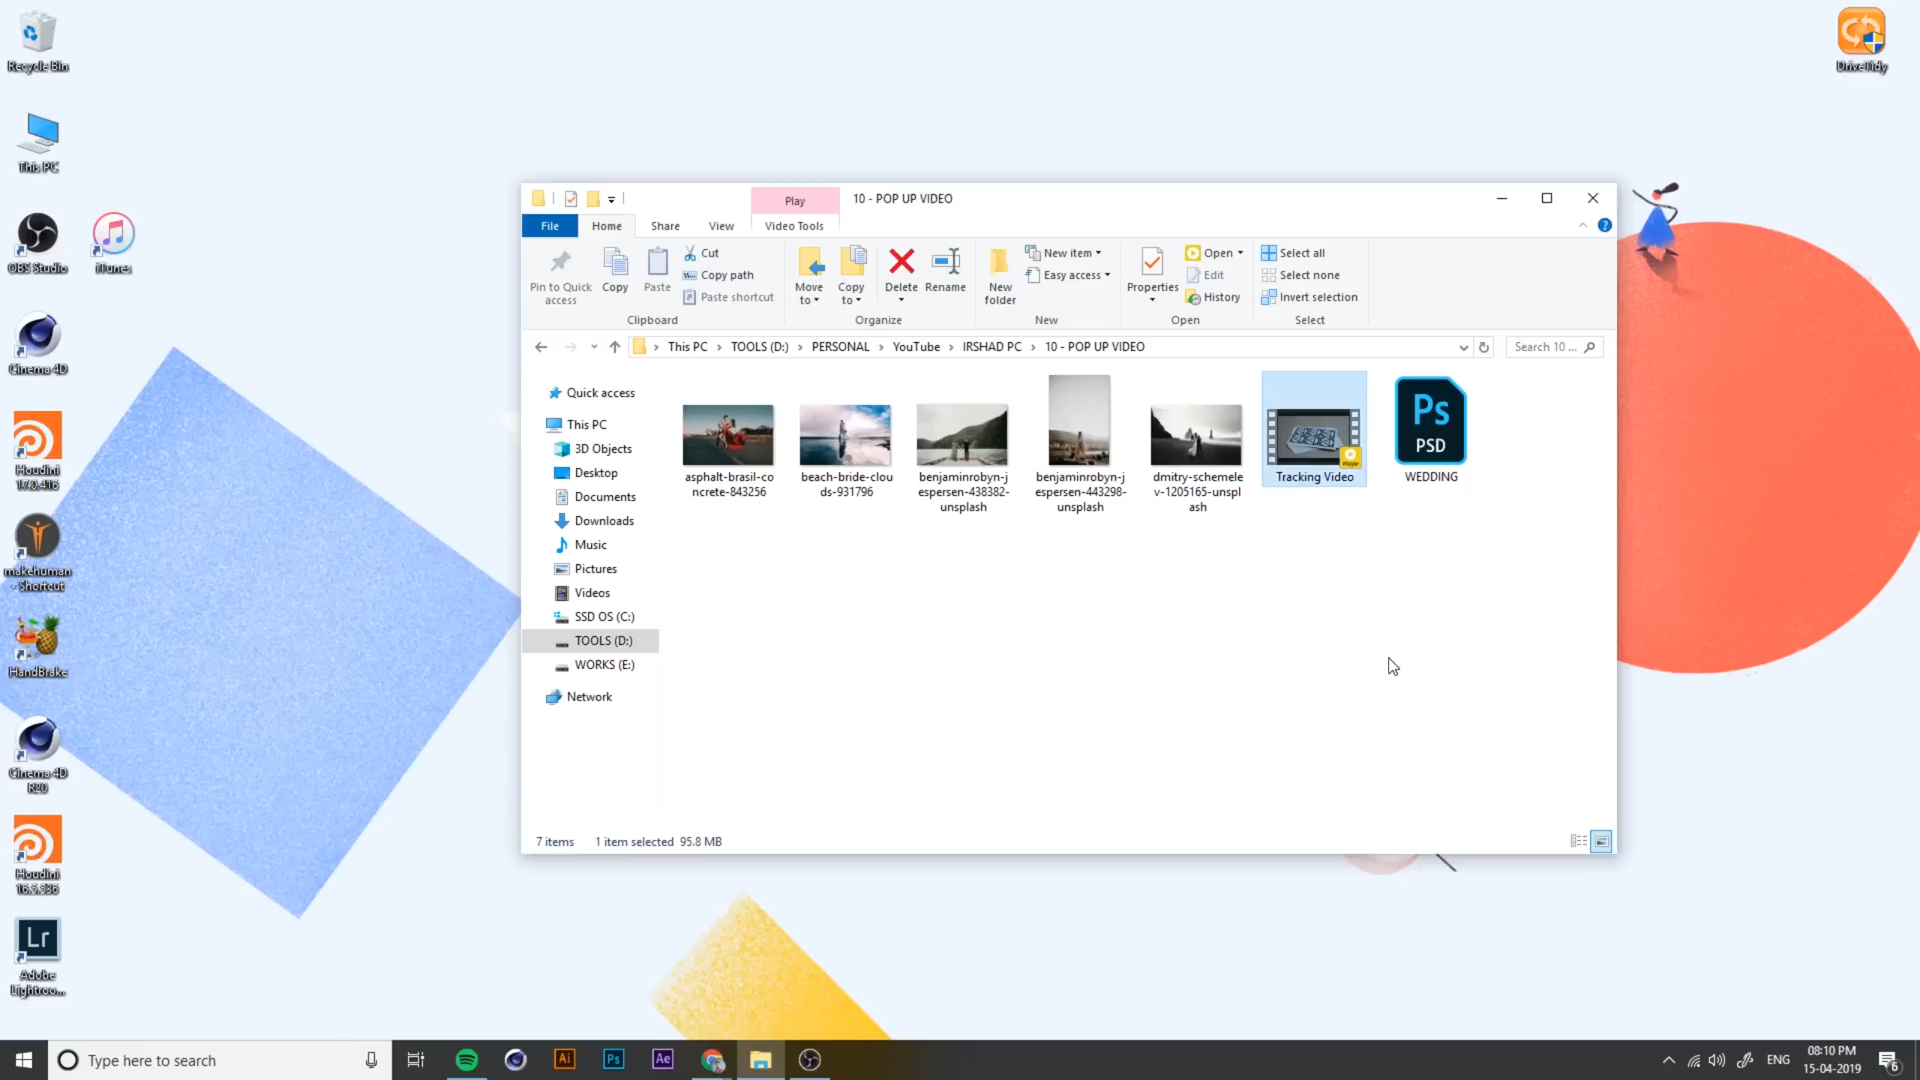 Recycle Bin
This PC
OBS Studio
iTunes
Cinema 4D
Houdini
17.0.416
makehuman
- Shortcut
HandBrake
Cinema 4D
R20
Houdini
16.5.536
Lr
Adobe
Lightroo...
DriveTidy
Play
10 - POP UP VIDEO
File
Home
Share
View
Video Tools
Pin to Quick
access
Copy
Paste
Cut
Copy path
Paste shortcut
Clipboard
Move
to
Copy
to
Delete
Rename
Organize
New
folder
New item
Easy access
New
Properties
Open
Edit
History
Open
Select all
Select none
Invert selection
Select
This PC > TOOLS (D:) > PERSONAL > YouTube > IRSHAD PC > 10 - POP UP VIDEO
Search 10 ...
Quick access
This PC
3D Objects
Desktop
Documents
Downloads
Music
Pictures
Videos
SSD OS (C:)
TOOLS (D:)
WORKS (E:)
Network
asphalt-brasil-co
ncrete-843256
beach-bride-clou
ds-931796
benjaminrobyn-j
espersen-438382-
unsplash
benjaminrobyn-j
espersen-443298-
unsplash
dmitry-schemele
v-1205165-unspl
ash
Tracking Video
Ps
PSD
WEDDING
7 items
1 item selected 95.8 MB
Type here to search
Ai
Ps
Ae
ENG
08:10 PM
15-04-2019
6